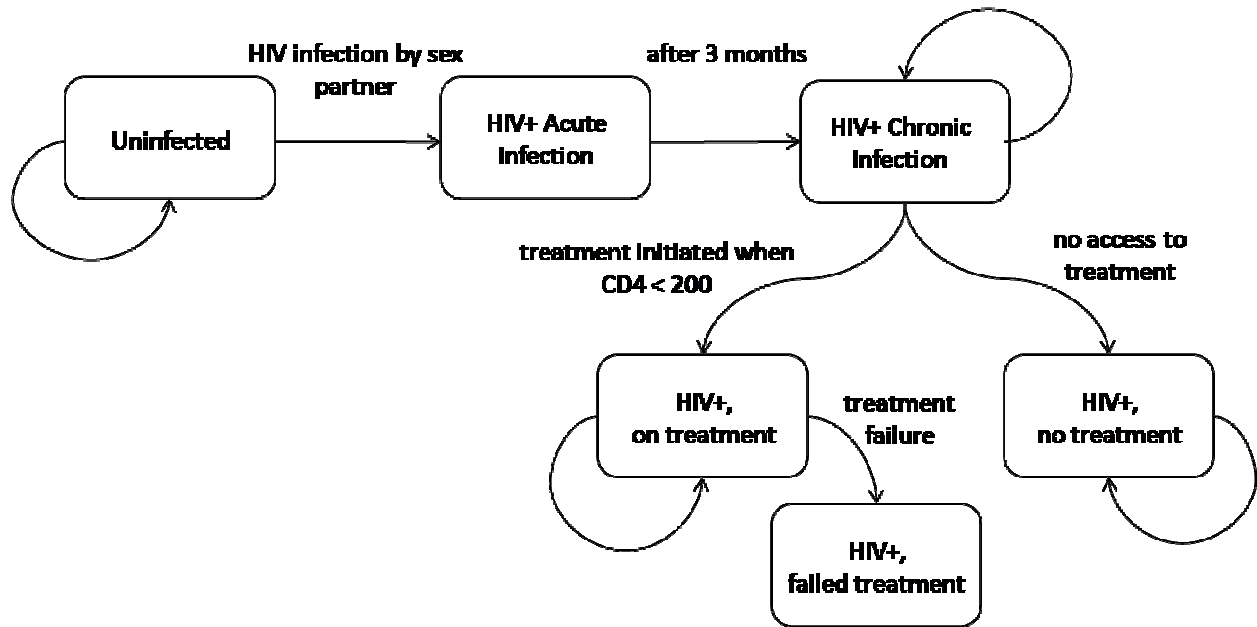 HIV infection by sex
partner
after 3 months
Uninfected
HIV+ Acute
Infection
HIV+ Chronic
Infection
treatment initiated when
CD4 < 200
no access to
treatment
HIV+,
on treatment
treatment
failure
HIV+,
no treatment
HIV+,
failed treatment